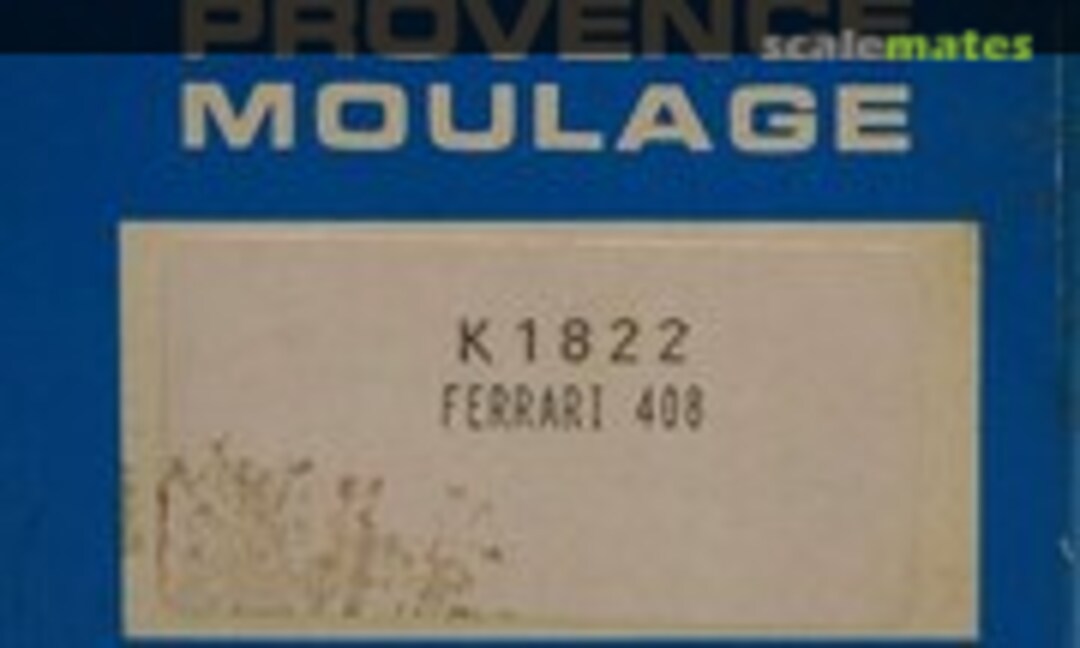 PROVENCE
scalemates
MOULAGE
K1822
FERRARI 408